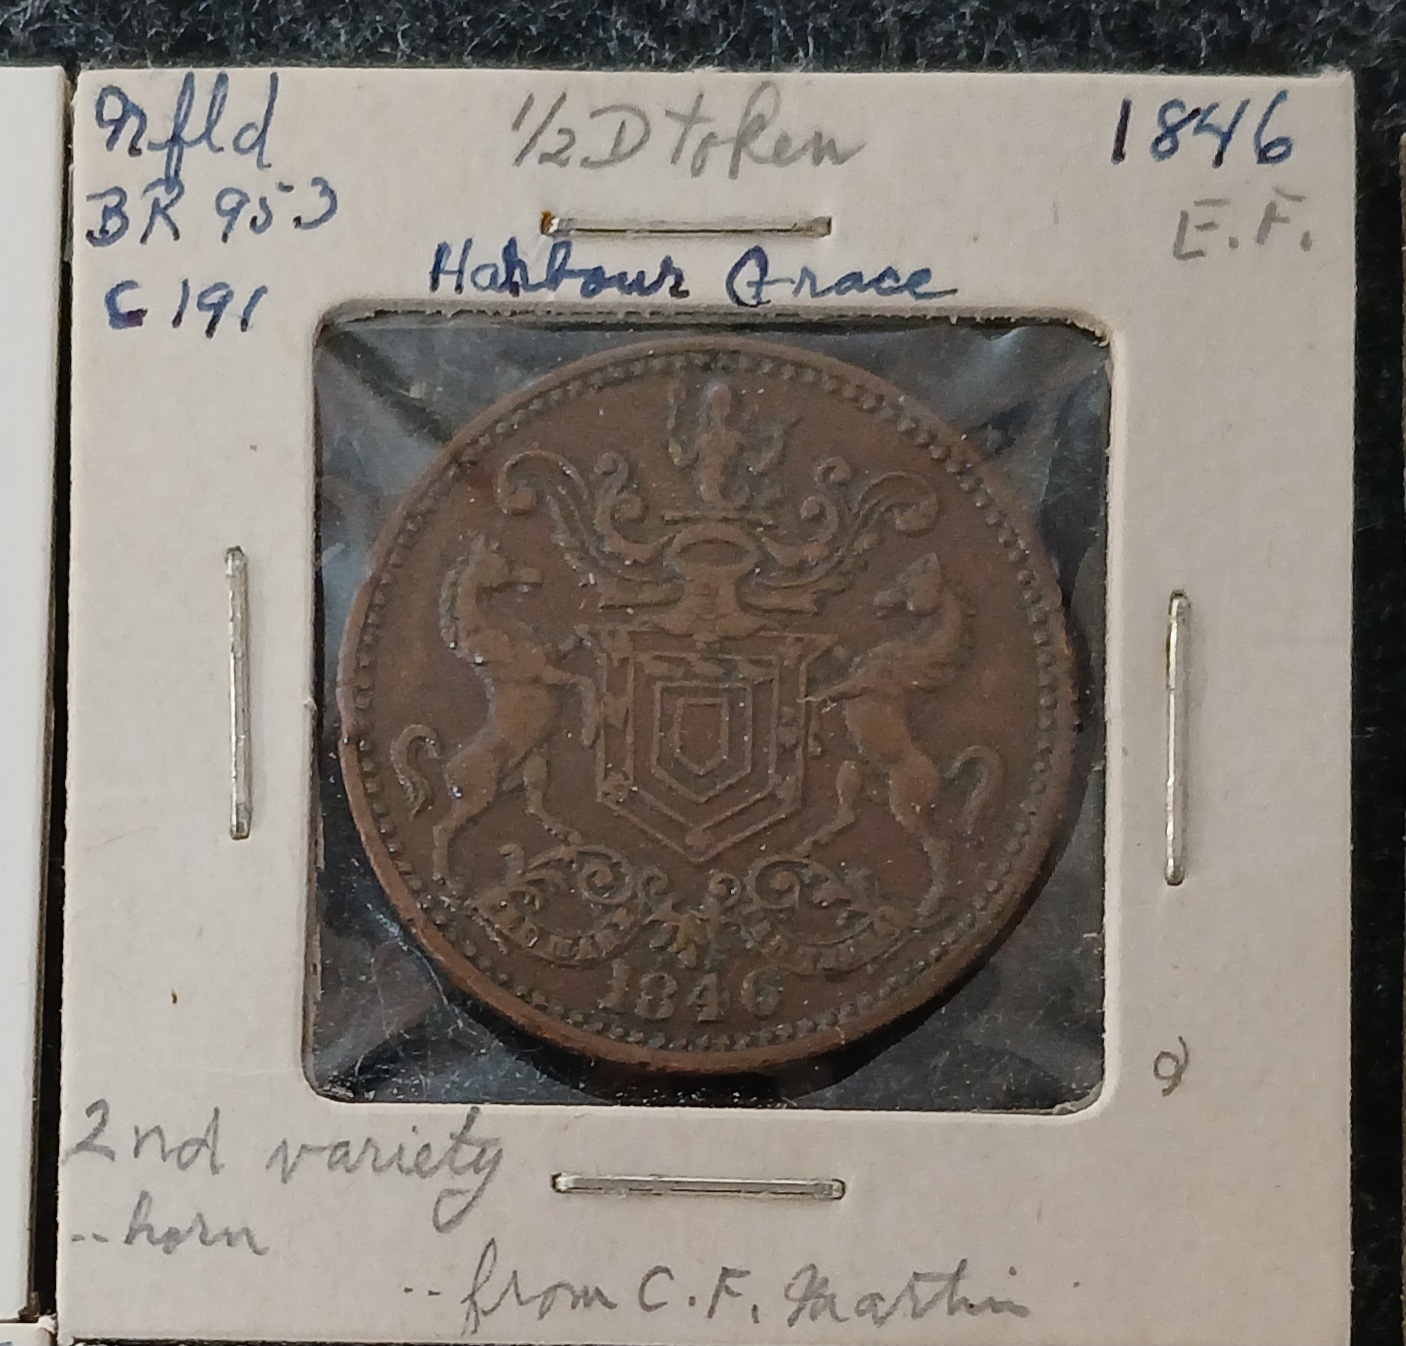 Nfld
1/2 D token
1846
BR 953
E.F.
C 191
Harbour Grace
1846
2nd variety
.. horn
.. from C. F. Martin